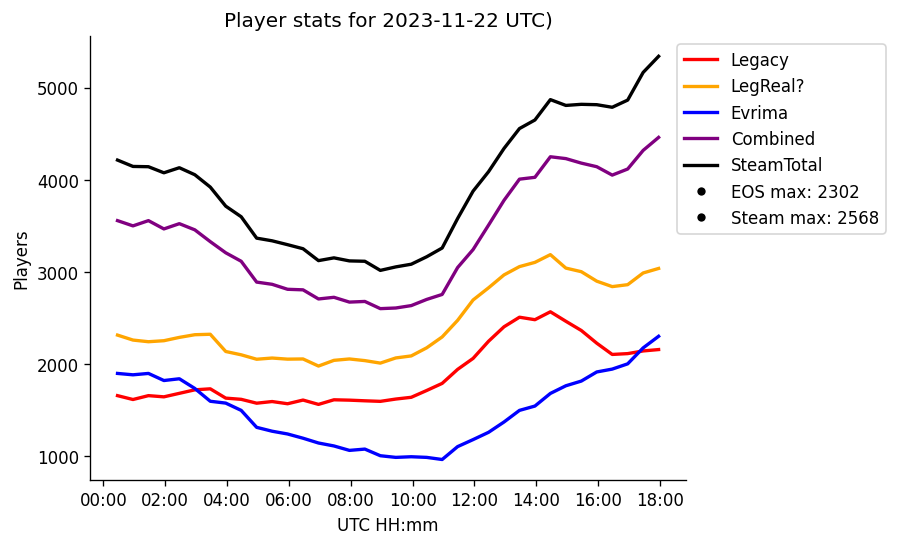 Player stats for 2023-11-22 UTC)
5000
4000
3000
2000
1000
Players
00:00 02:00 04:00 06:00 08:00 10:00 12:00 14:00 16:00 18:00
UTC HH:mm
Legacy
LegReal?
Evrima
Combined
SteamTotal
EOS max: 2302
Steam max: 2568